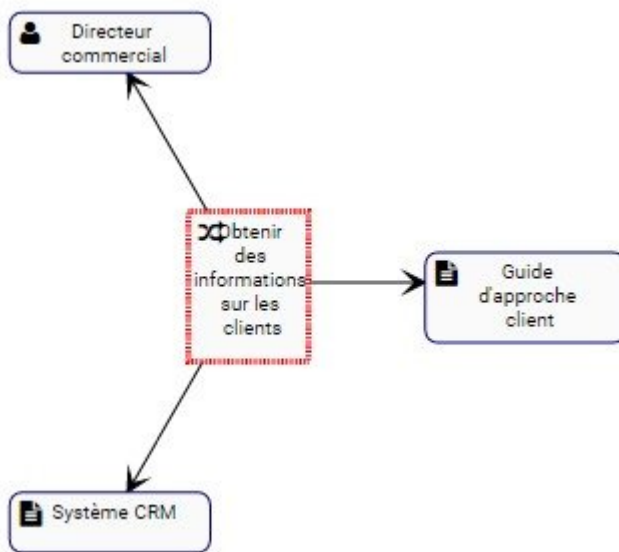 Directeur
commercial
Obtenir
des
informations
sur les
clients
Guide
d'approche
client
Système CRM